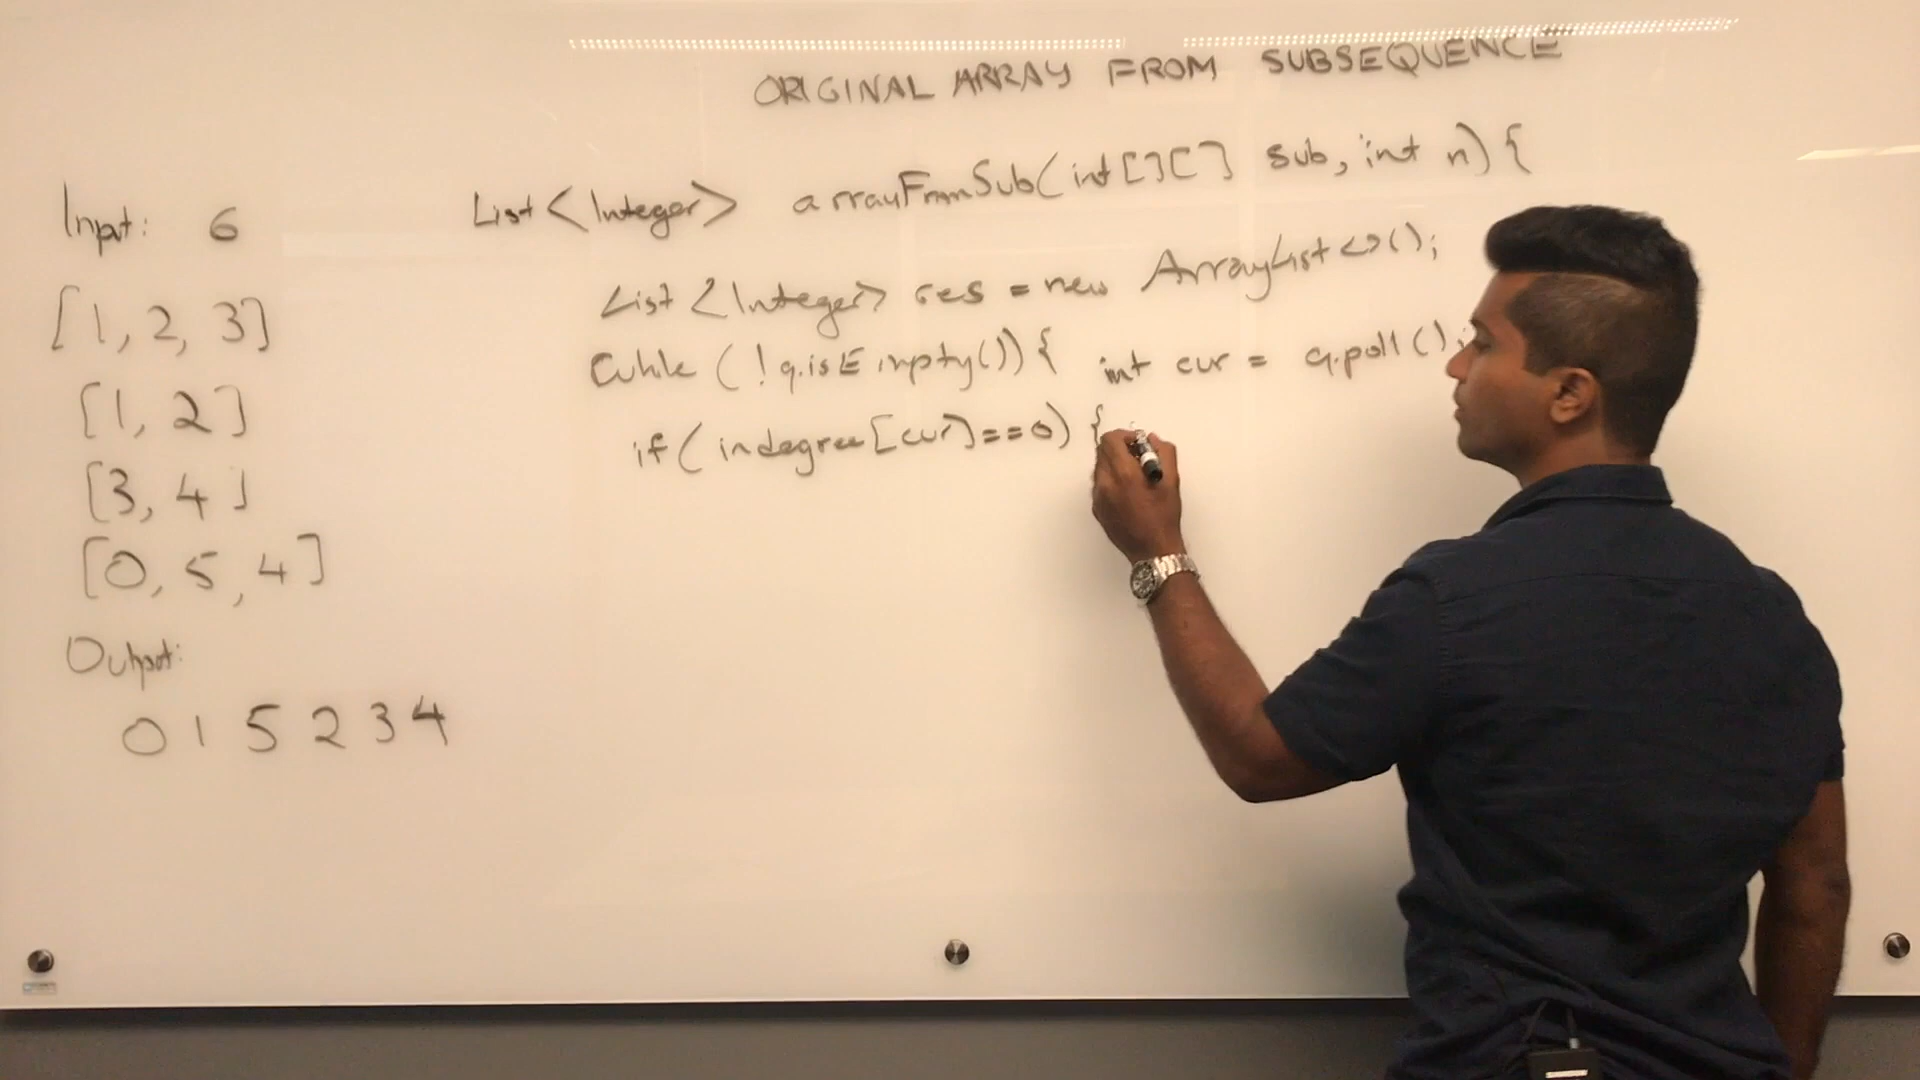 ORIGINAL ARRAY FROM SUBSEQUENCE
Input: 6
[1, 2, 3]
[1, 2]
[3, 4]
[0, 5, 4]
Output:
0 1 5 2 3 4
List<Integer> arrayFromSub(int[][] sub, int n) {
List<Integer> res = new ArrayList<>();
while (!q.isEmpty()) { int cur = q.poll();
if (indegree[cur]==0) {